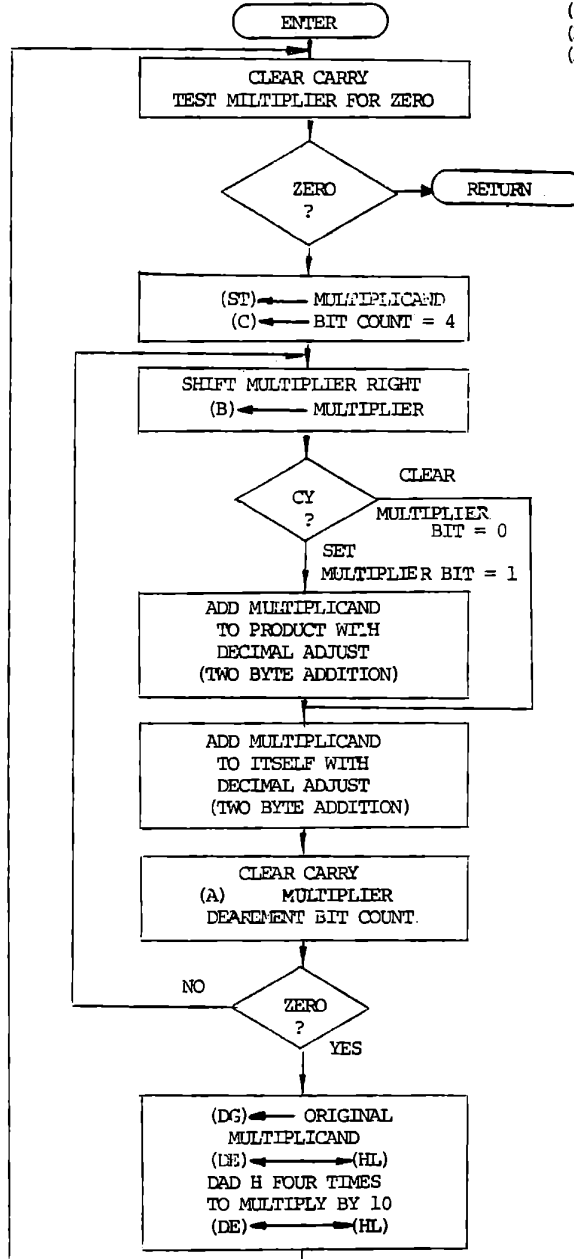 ENTER
CLEAR CARRY
TEST MILTIPLIER FOR ZERO
ZERO
?
RETURN
(ST) MULTIPLICAND
(C) BIT COUNT = 4
SHIFT MULTIPLIER RIGHT
(B) MULTIPLIER
CY
?
CLEAR
MULTIPLIER
BIT = 0
SET
MULTIPLIER BIT = 1
ADD MULTIPLICAND
TO PRODUCT WITH
DECIMAL ADJUST
(TWO BYTE ADDITION)
ADD MULTIPLICAND
TO ITSELF WITH
DECIMAL ADJUST
(TWO BYTE ADDITION)
CLEAR CARRY
(A) MULTIPLIER
DEAREMENT BIT COUNT
NO
ZERO
?
YES
(DG) ORIGINAL
MULTIPLICAND
(DE) (HL)
DAD H FOUR TIMES
TO MULTIPLY BY 10
(DE) (HL)